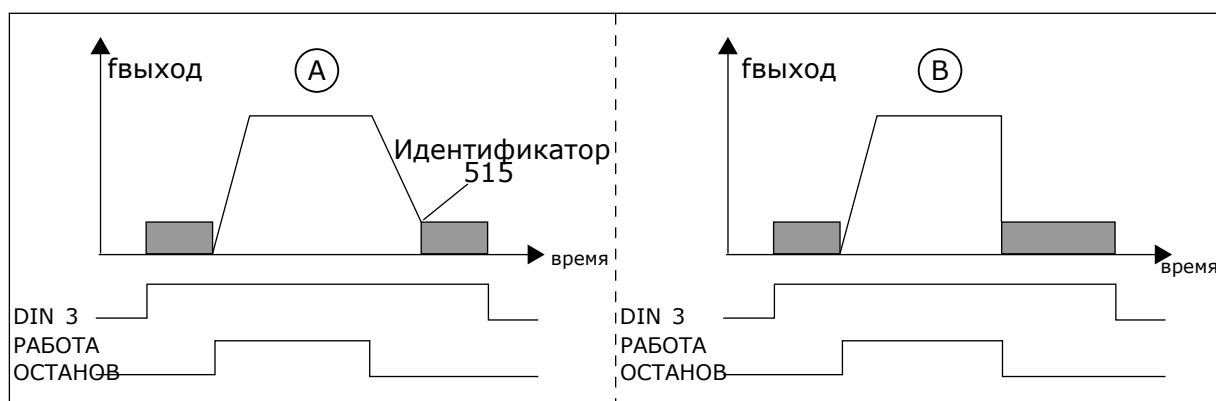 fвыход
A
Идентификатор
515
время
DIN 3
РАБОТА
ОСТАНОВ
fвыход
B
время
DIN 3
РАБОТА
ОСТАНОВ